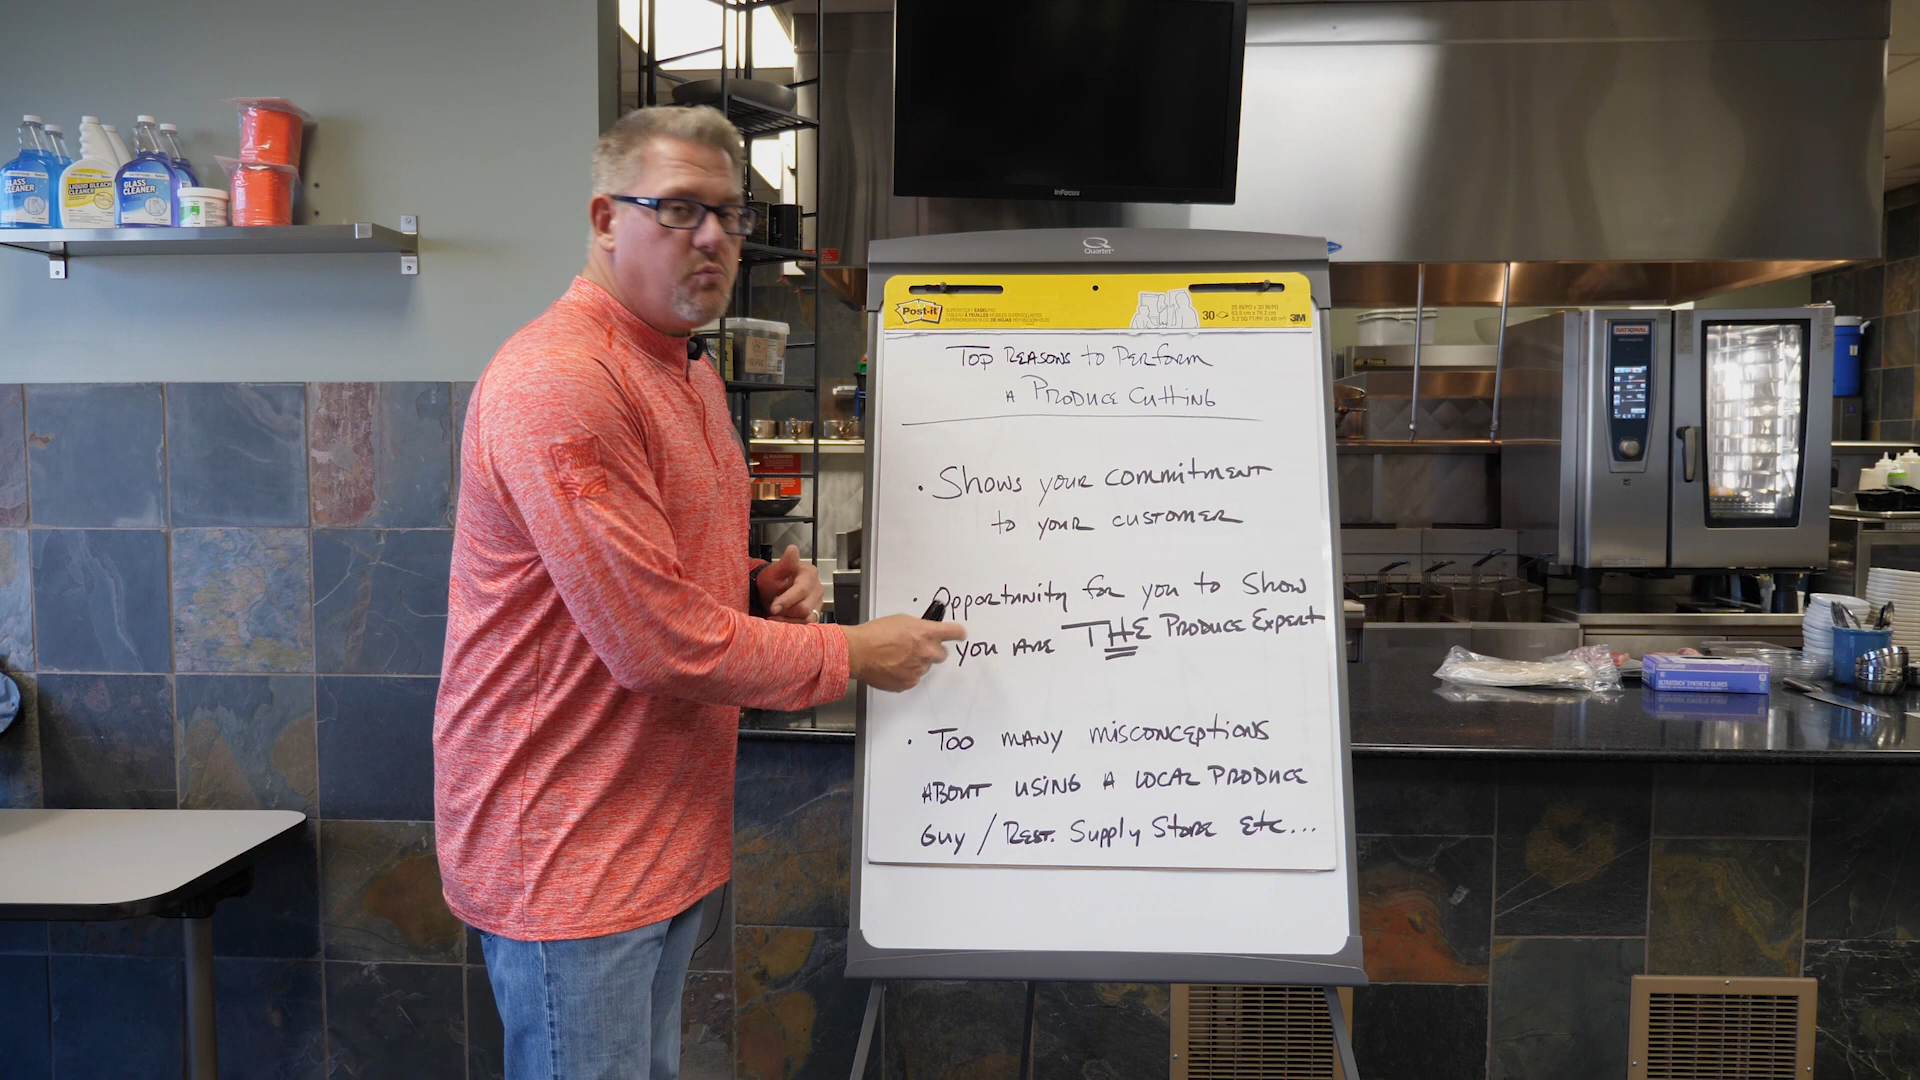 GLASS CLEANER
LIQUID BLEACH CLEANER
GLASS CLEANER
InFocus
Quartet
Post-it
30
3M
RATIONAL
TOP REASONS to PERFORM
A PRODUCE CUTTING
• SHOWS YOUR COMMITMENT
to YOUR CUSTOMER
• Opportunity for you to SHOW
you ARE THE PRODUCE EXPERT
• TOO MANY MISCONCEPTIONS
ABOUT USING A LOCAL PRODUCE
GUY / REST. Supply STORE Etc...